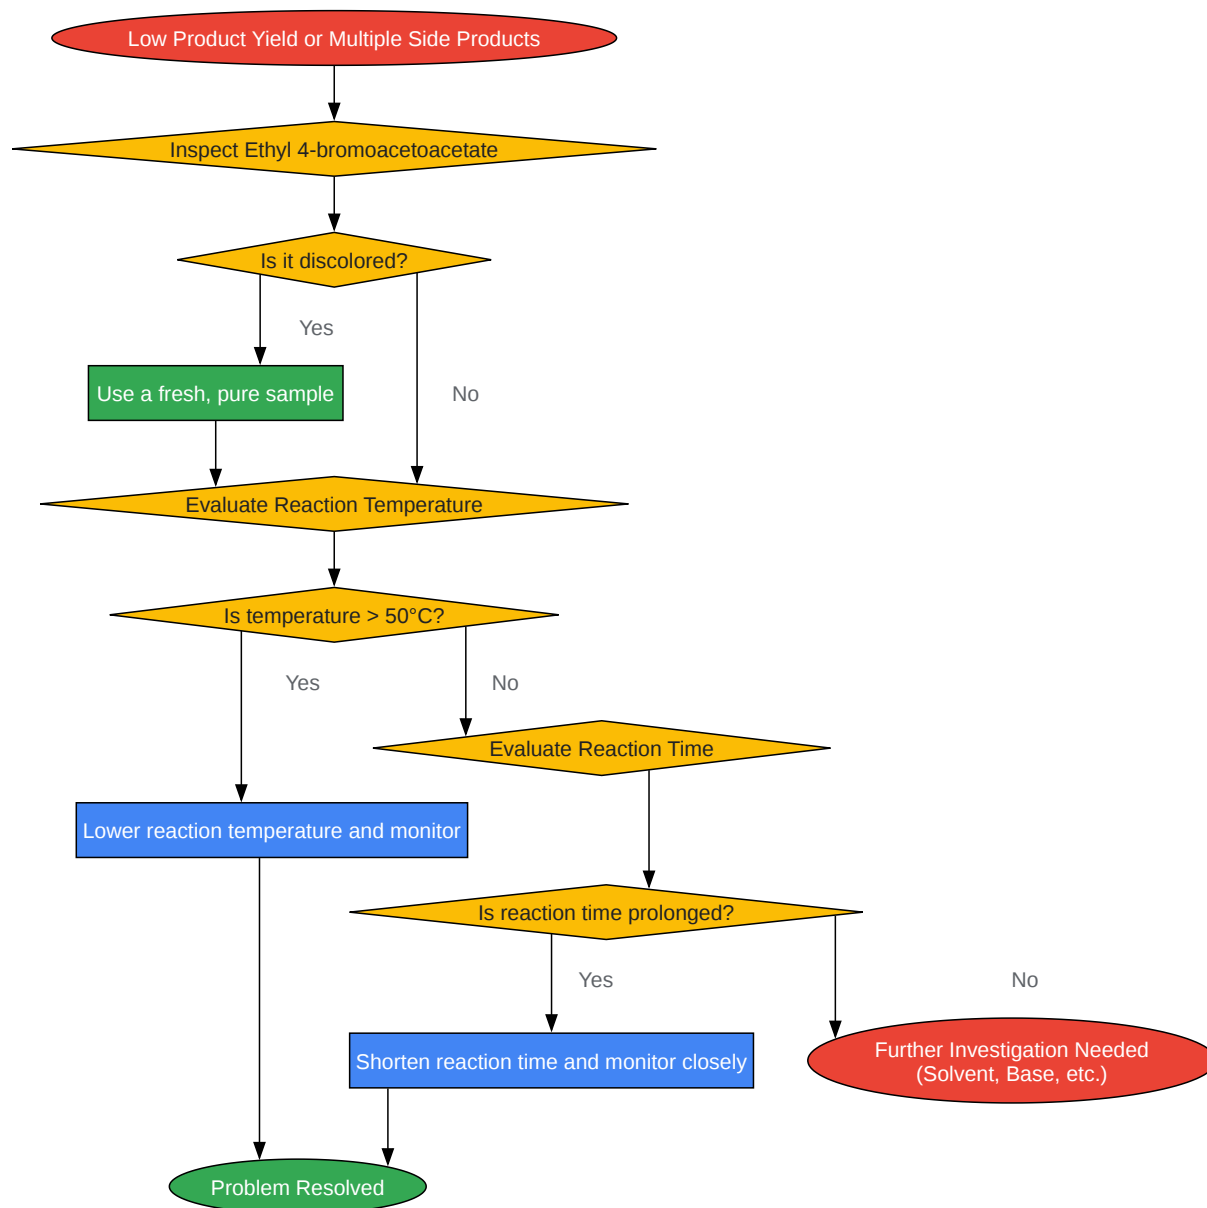 Low Product Yield or Multiple Side Products
Inspect Ethyl 4-bromoacetoacetate
Is it discolored?
Yes
Use a fresh, pure sample
No
Evaluate Reaction Temperature
Is temperature > 50°C?
Yes
No
Evaluate Reaction Time
Lower reaction temperature and monitor
Is reaction time prolonged?
Yes
No
Shorten reaction time and monitor closely
Further Investigation Needed
(Solvent, Base, etc.)
Problem Resolved